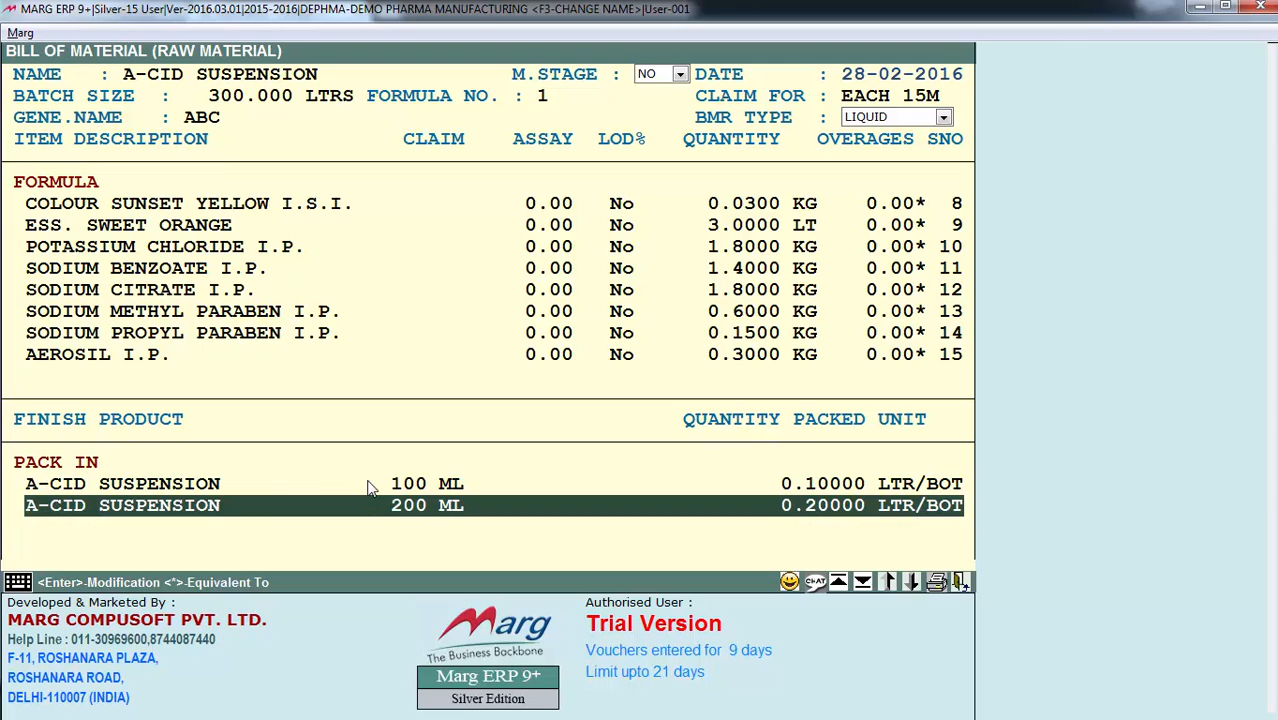 MARG ERP 9+|Silver-15 User|Ver-2016.03.01|2015-2016|DEPHMA-DEMO PHARMA MANUFACTURING <F3-CHANGE NAME>|User-001
Marg
BILL OF MATERIAL (RAW MATERIAL)
NAME : A-CID SUSPENSION M.STAGE : NO DATE : 28-02-2016
BATCH SIZE : 300.000 LTRS FORMULA NO. : 1 CLAIM FOR : EACH 15M
GENE.NAME : ABC BMR TYPE : LIQUID
ITEM DESCRIPTION CLAIM ASSAY LOD% QUANTITY OVERAGES SNO
FORMULA
COLOUR SUNSET YELLOW I.S.I. 0.00 No 0.0300 KG 0.00* 8
ESS. SWEET ORANGE 0.00 No 3.0000 LT 0.00* 9
POTASSIUM CHLORIDE I.P. 0.00 No 1.8000 KG 0.00* 10
SODIUM BENZOATE I.P. 0.00 No 1.4000 KG 0.00* 11
SODIUM CITRATE I.P. 0.00 No 1.8000 KG 0.00* 12
SODIUM METHYL PARABEN I.P. 0.00 No 0.6000 KG 0.00* 13
SODIUM PROPYL PARABEN I.P. 0.00 No 0.1500 KG 0.00* 14
AEROSIL I.P. 0.00 No 0.3000 KG 0.00* 15
FINISH PRODUCT QUANTITY PACKED UNIT
PACK IN
A-CID SUSPENSION 100 ML 0.10000 LTR/BOT
A-CID SUSPENSION 200 ML 0.20000 LTR/BOT
<Enter>-Modification <*>-Equivalent To CHAT
Developed & Marketed By :
MARG COMPUSOFT PVT. LTD.
Help Line : 011-30969600,8744087440
F-11, ROSHANARA PLAZA,
ROSHANARA ROAD,
DELHI-110007 (INDIA)
Marg
The Business Backbone
Marg ERP 9+
Silver Edition
Authorised User :
Trial Version
Vouchers entered for 9 days
Limit upto 21 days